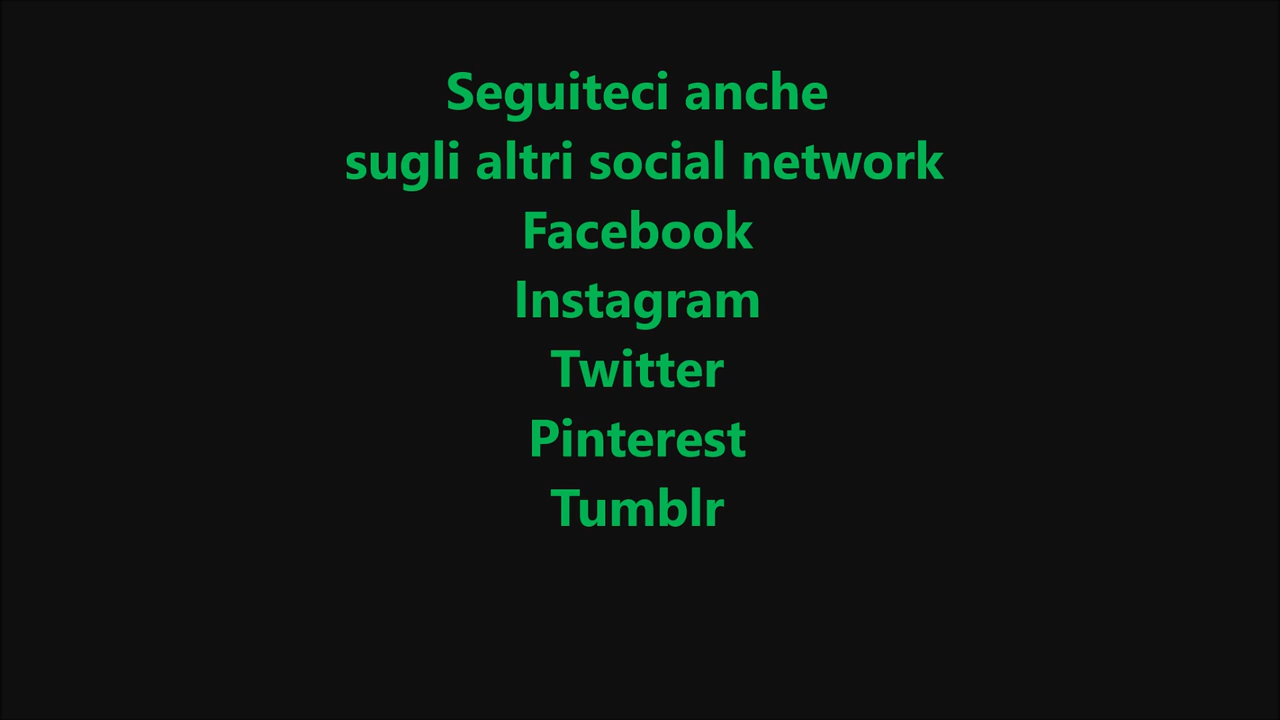 Seguiteci anche
sugli altri social network
Facebook
Instagram
Twitter
Pinterest
Tumblr